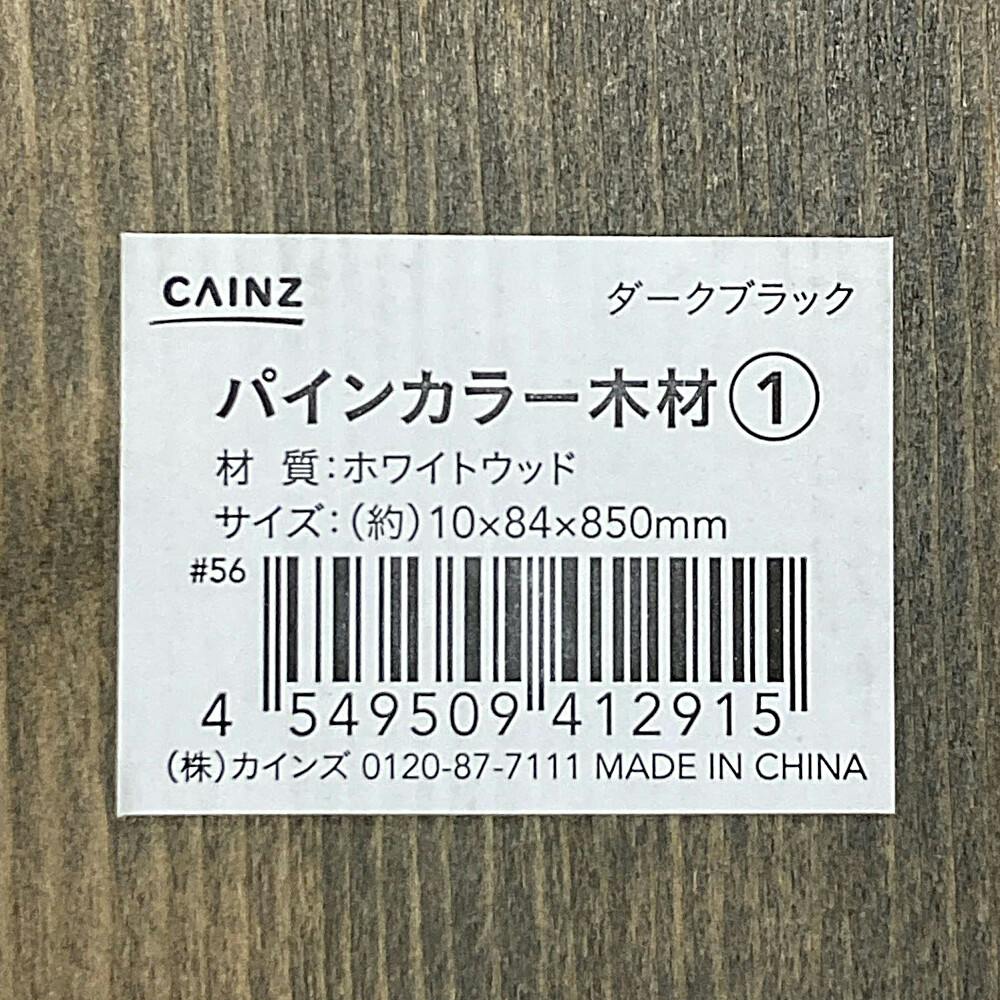 CAINZ
ダークブラック
パインカラー木材①
材 質:ホワイトウッド
サイズ:(約)10×84×850mm
#56
4 549509 412915
(株)カインズ 0120-87-7111 MADE IN CHINA